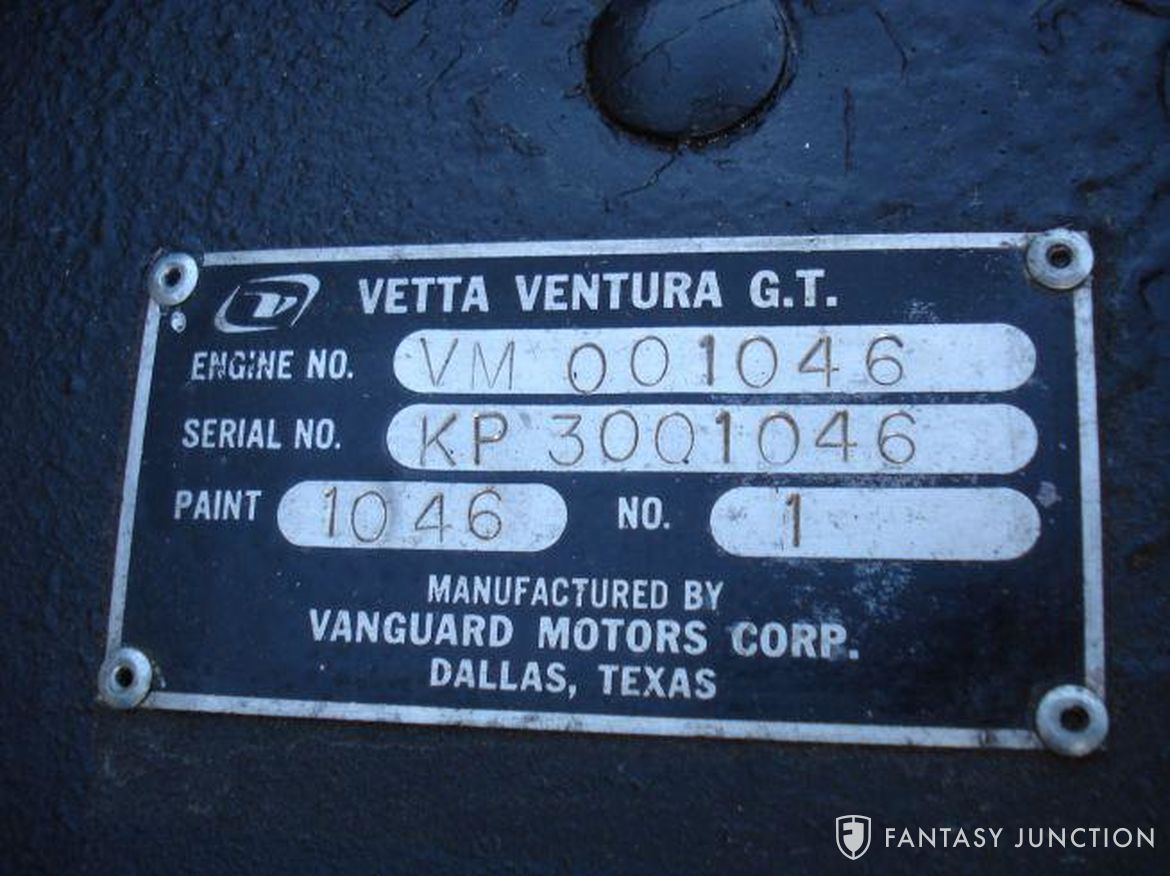 VETTA VENTURA G.T.
ENGINE NO. VM 001046
SERIAL NO. KP 3001046
PAINT 1046 NO. 1
MANUFACTURED BY
VANGUARD MOTORS CORP.
DALLAS, TEXAS
FANTASY JUNCTION